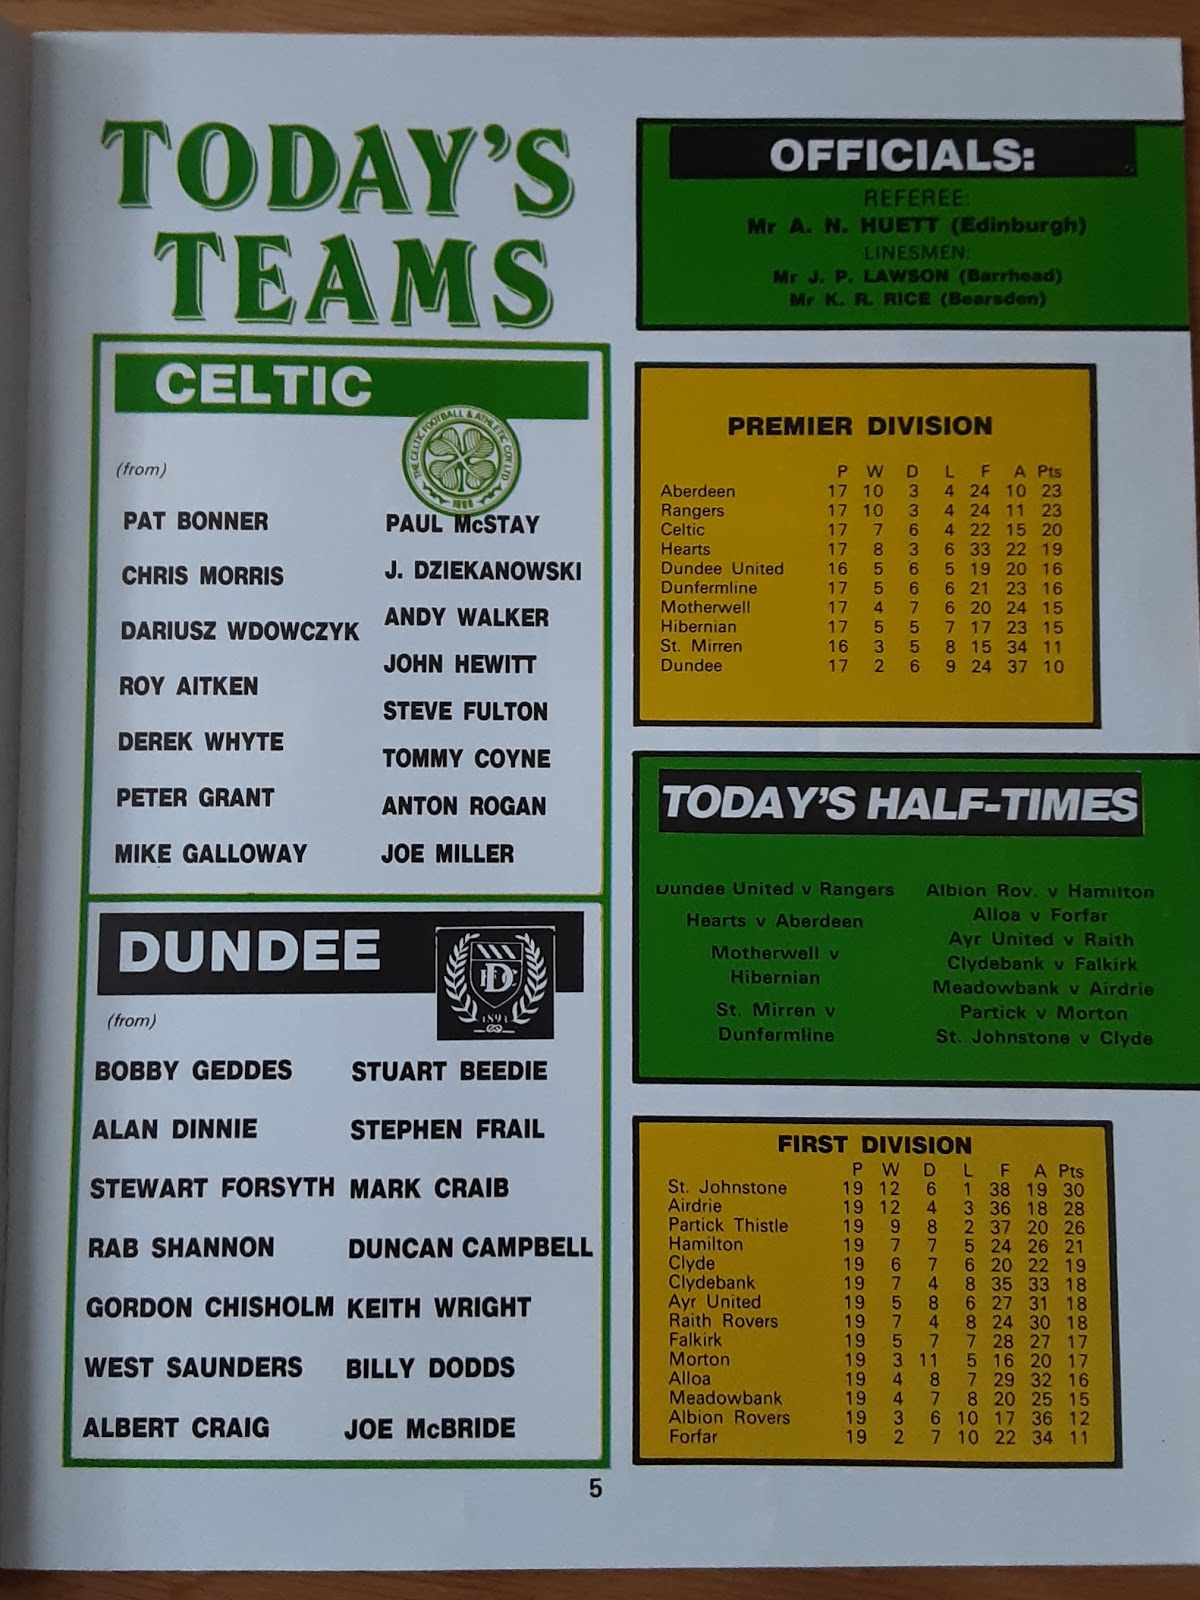 TODAY'S
TEAMS
CELTIC
THE CELTIC FOOTBALL & ATHLETIC COY LTD
1888
(from)
PAT BONNER
CHRIS MORRIS
DARIUSZ WDOWCZYK
ROY AITKEN
DEREK WHYTE
PETER GRANT
MIKE GALLOWAY
PAUL McSTAY
J. DZIEKANOWSKI
ANDY WALKER
JOHN HEWITT
STEVE FULTON
TOMMY COYNE
ANTON ROGAN
JOE MILLER
DUNDEE
DFC
1893
(from)
BOBBY GEDDES
ALAN DINNIE
STEWART FORSYTH
RAB SHANNON
GORDON CHISHOLM
WEST SAUNDERS
ALBERT CRAIG
STUART BEEDIE
STEPHEN FRAIL
MARK CRAIB
DUNCAN CAMPBELL
KEITH WRIGHT
BILLY DODDS
JOE McBRIDE
OFFICIALS:
REFEREE:
Mr A. N. HUETT (Edinburgh)
LINESMEN:
Mr J. P. LAWSON (Barrhead)
Mr K. R. RICE (Bearsden)
PREMIER DIVISION
P W D L F A Pts
Aberdeen 17 10 3 4 24 10 23
Rangers 17 10 3 4 24 11 23
Celtic 17 7 6 4 22 15 20
Hearts 17 8 3 6 33 22 19
Dundee United 16 5 6 5 19 20 16
Dunfermline 17 5 6 6 21 23 16
Motherwell 17 4 7 6 20 24 15
Hibernian 17 5 5 7 17 23 15
St. Mirren 16 3 5 8 15 34 11
Dundee 17 2 6 9 24 37 10
TODAY'S HALF-TIMES
Dundee United v Rangers
Hearts v Aberdeen
Motherwell v
Hibernian
St. Mirren v
Dunfermline
Albion Rov. v Hamilton
Alloa v Forfar
Ayr United v Raith
Clydebank v Falkirk
Meadowbank v Airdrie
Partick v Morton
St. Johnstone v Clyde
FIRST DIVISION
P W D L F A Pts
St. Johnstone 19 12 6 1 38 19 30
Airdrie 19 12 4 3 36 18 28
Partick Thistle 19 9 8 2 37 20 26
Hamilton 19 7 7 5 24 26 21
Clyde 19 6 7 6 20 22 19
Clydebank 19 7 4 8 35 33 18
Ayr United 19 5 8 6 27 31 18
Raith Rovers 19 7 4 8 24 30 18
Falkirk 19 5 7 7 28 27 17
Morton 19 3 11 5 16 20 17
Alloa 19 4 8 7 29 32 16
Meadowbank 19 4 7 8 20 25 15
Albion Rovers 19 3 6 10 17 36 12
Forfar 19 2 7 10 22 34 11
5